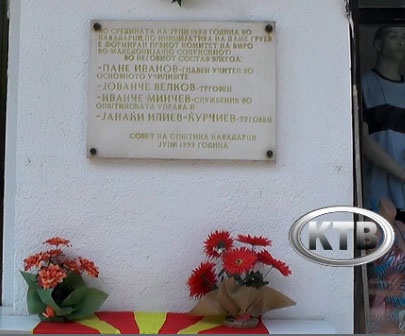 ВО СРЕДИНАТА НА ЈУЛИ 1894 ГОДИНА ВО
КАВАДАРЦИ, ПО ИНИЦИЈАТИВА НА ДАМЕ ГРУЕВ
Е ФОРМИРАН ПРВИОТ КОМИТЕТ НА ВМРО
ВО МАКЕДОНИЈА (ПО СОЛУНСКИОТ)
ВО НЕГОВИОТ СОСТАВ ВЛЕГОА:
-ПАНЕ ИВАНОВ-ГЛАВЕН УЧИТЕЛ ВО
ОСНОВНОТО УЧИЛИШТЕ
-ЈОВАНЧЕ ВЕЛКОВ-ТРГОВЕЦ
-ИВАНЧЕ МИНЧЕВ-СЛУЖБЕНИК ВО
ОПШТИНСКАТА УПРАВА И
-ЈАНАКИ ИЛИЕВ-ЌУРЧИЕВ-ТРГОВЕЦ
СОВЕТ НА ОПШТИНА КАВАДАРЦИ
ЈУЛИ 1999 ГОДИНА
КТВ